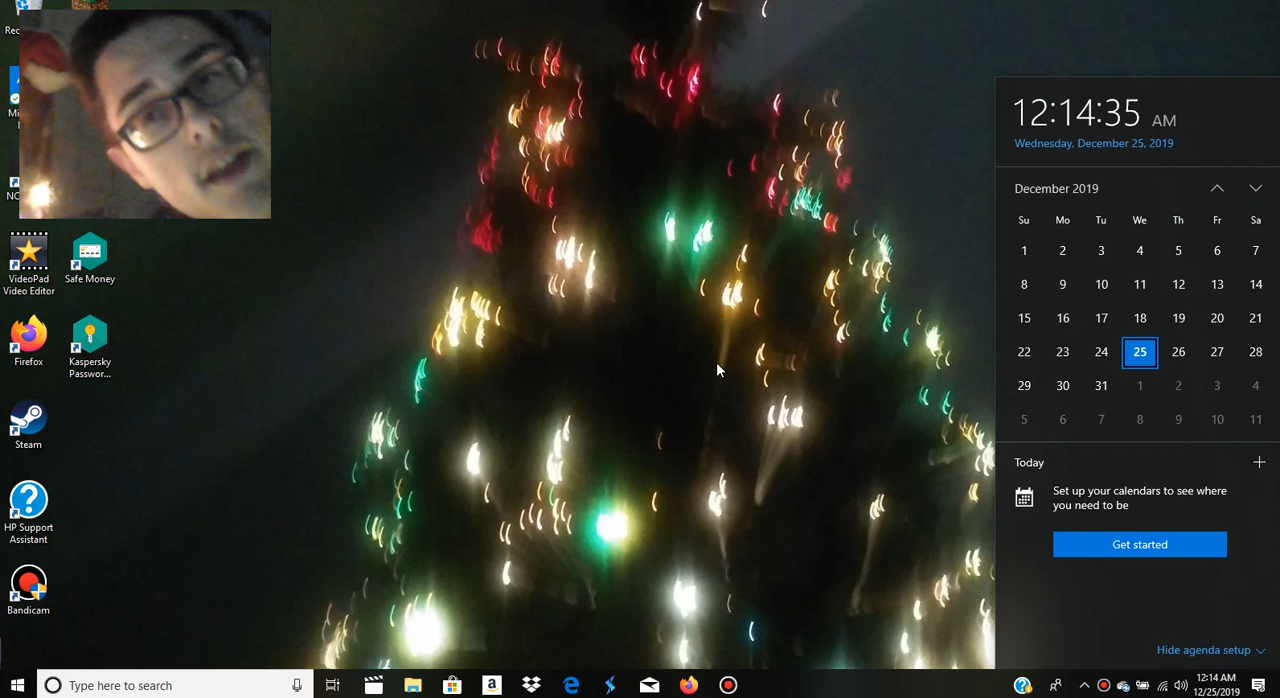 Rec
Mi
NC
VideoPad
Video Editor
Safe Money
Firefox
Kaspersky
Passwor...
Steam
HP Support
Assistant
Bandicam
12:14:35 AM
Wednesday, December 25, 2019
December 2019
Su Mo Tu We Th Fr Sa
1 2 3 4 5 6 7
8 9 10 11 12 13 14
15 16 17 18 19 20 21
22 23 24 25 26 27 28
29 30 31 1 2 3 4
5 6 7 8 9 10 11
Today
Set up your calendars to see where
you need to be
Get started
Hide agenda setup
Type here to search
12:14 AM
12/25/2019